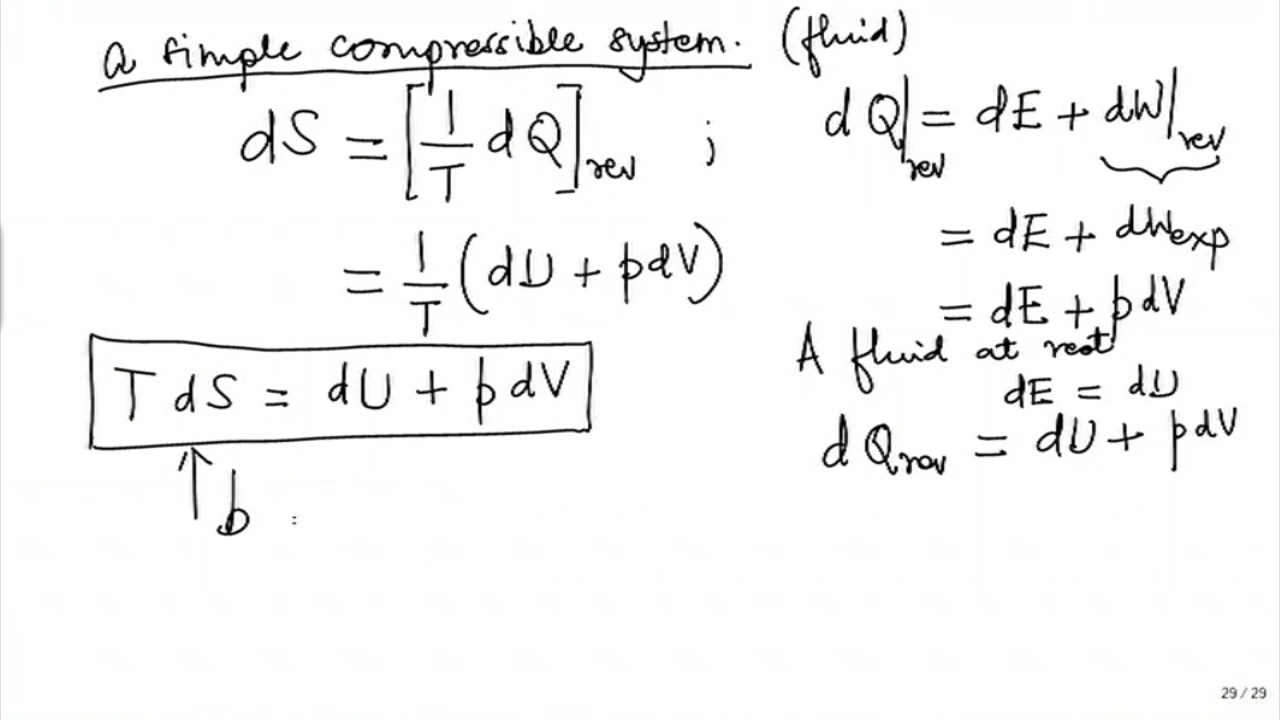 a simple compressible system. (fluid)
dS = [1/T dQ]rev ;
= 1/T (dU + pdV)
T dS = dU + p dV
↑ b
dQ|rev = dE + dW|rev
= dE + dWexp
= dE + pdV
A fluid at rest
dE = dU
dQrev = dU + pdV
29 / 29